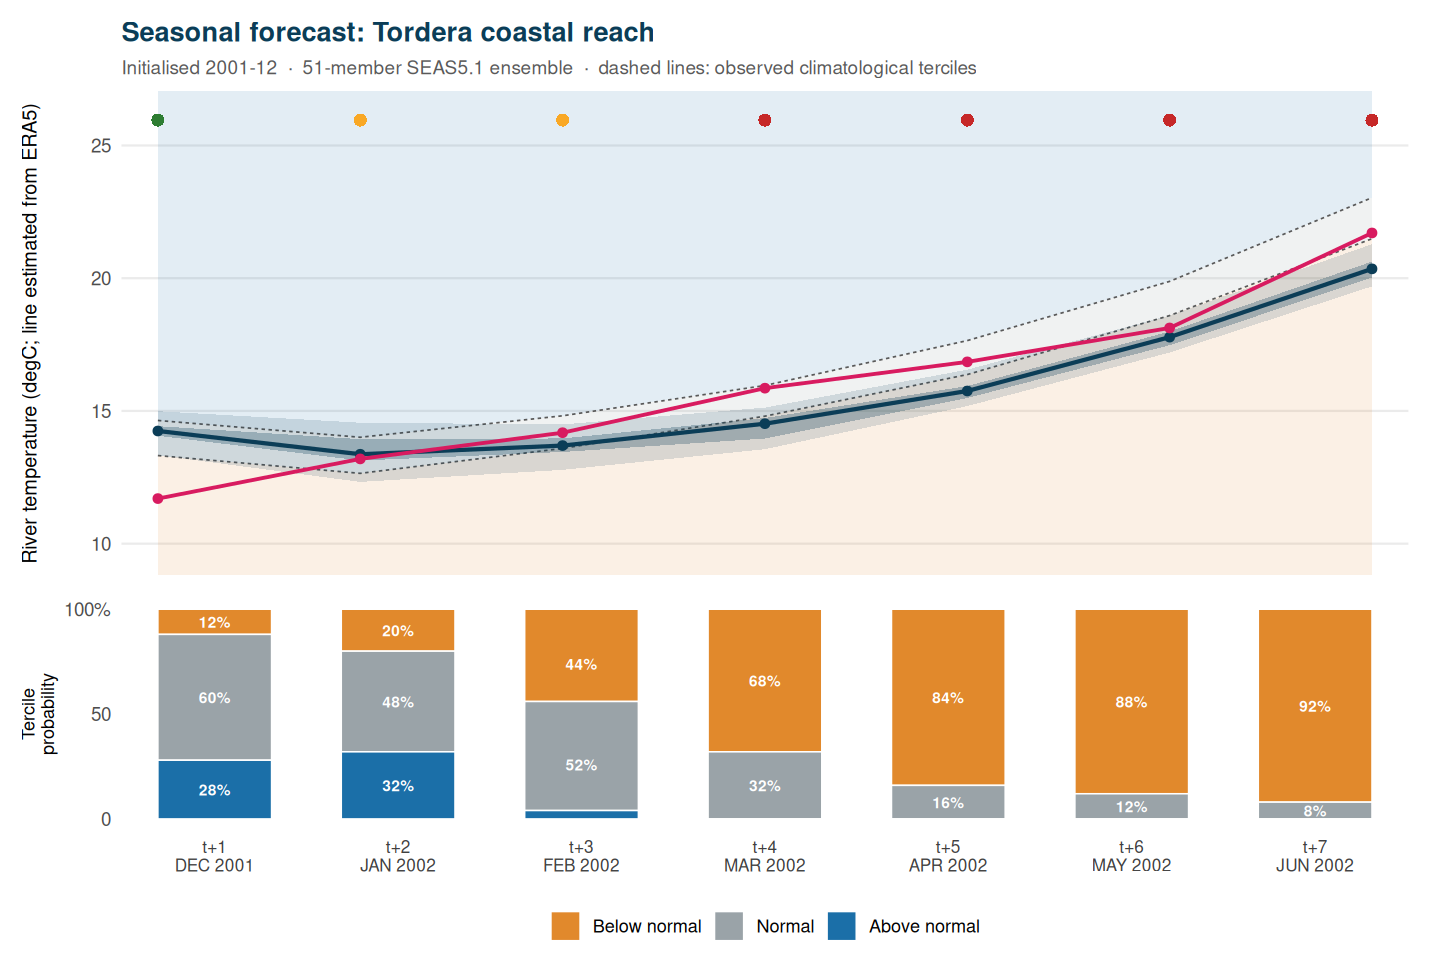 Seasonal forecast: Tordera coastal reach
Initialised 2001-12 · 51-member SEAS5.1 ensemble · dashed lines: observed climatological terciles
River temperature (degC; line estimated from ERA5)
25
20
15
10
Tercile
probability
100%
50
0
12%
60%
28%
20%
48%
32%
44%
52%
68%
32%
84%
16%
88%
12%
92%
8%
t+1
DEC 2001
t+2
JAN 2002
t+3
FEB 2002
t+4
MAR 2002
t+5
APR 2002
t+6
MAY 2002
t+7
JUN 2002
Below normal
Normal
Above normal